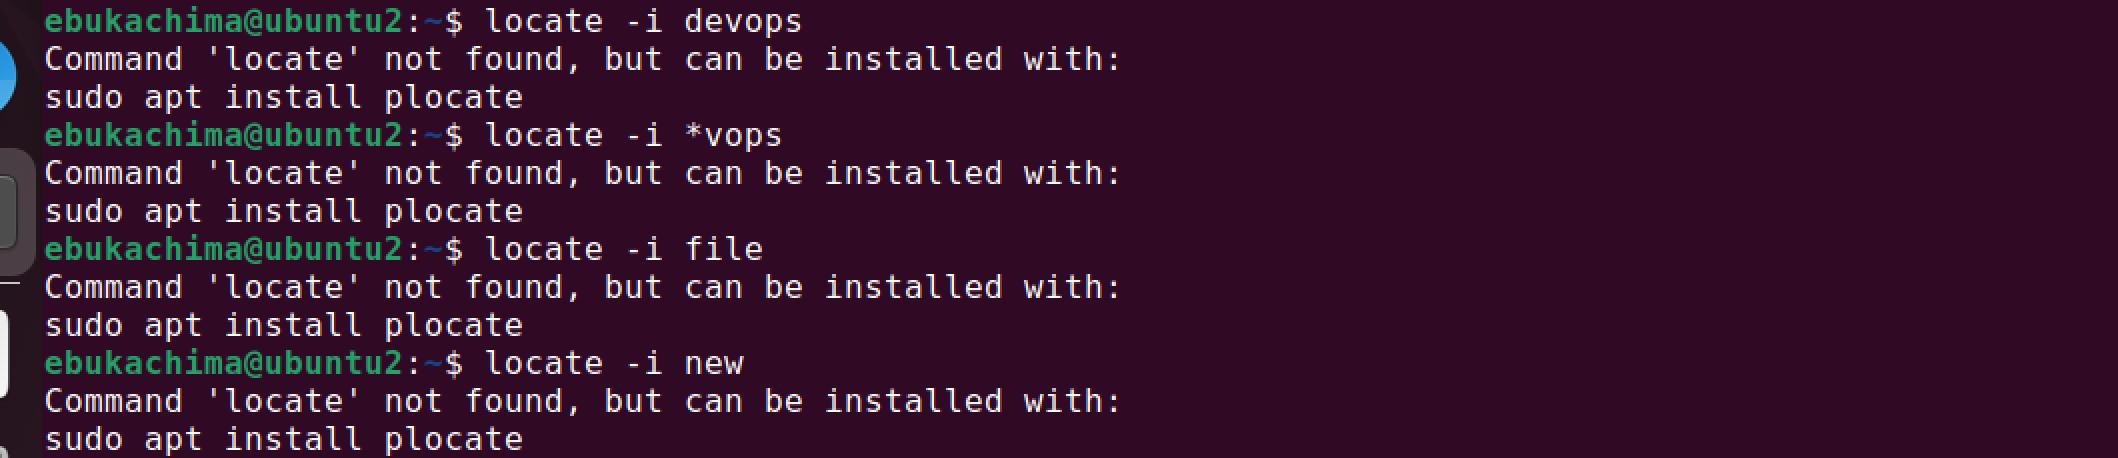 ebukachima@ubuntu2:~$ locate -i devops
Command 'locate' not found, but can be installed with:
sudo apt install plocate
ebukachima@ubuntu2:~$ locate -i *vops
Command 'locate' not found, but can be installed with:
sudo apt install plocate
ebukachima@ubuntu2:~$ locate -i file
Command 'locate' not found, but can be installed with:
sudo apt install plocate
ebukachima@ubuntu2:~$ locate -i new
Command 'locate' not found, but can be installed with:
sudo apt install plocate